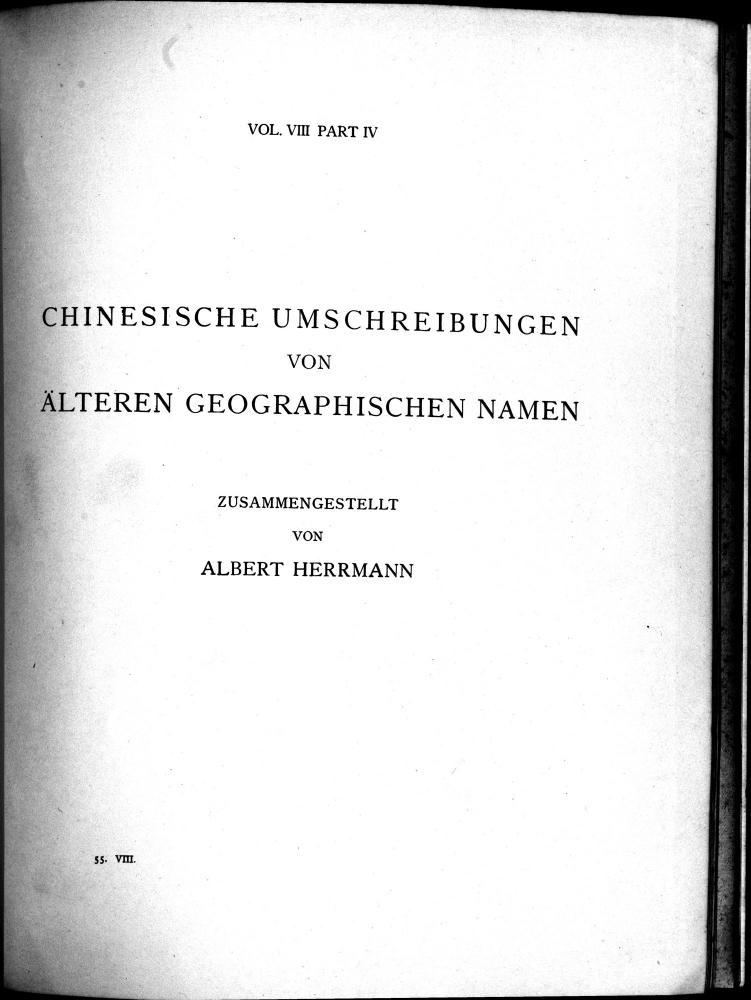 VOL. VIII PART IV
CHINESISCHE UMSCHREIBUNGEN
VON
ÄLTEREN GEOGRAPHISCHEN NAMEN
ZUSAMMENGESTELLT
VON
ALBERT HERRMANN
55. VIII.